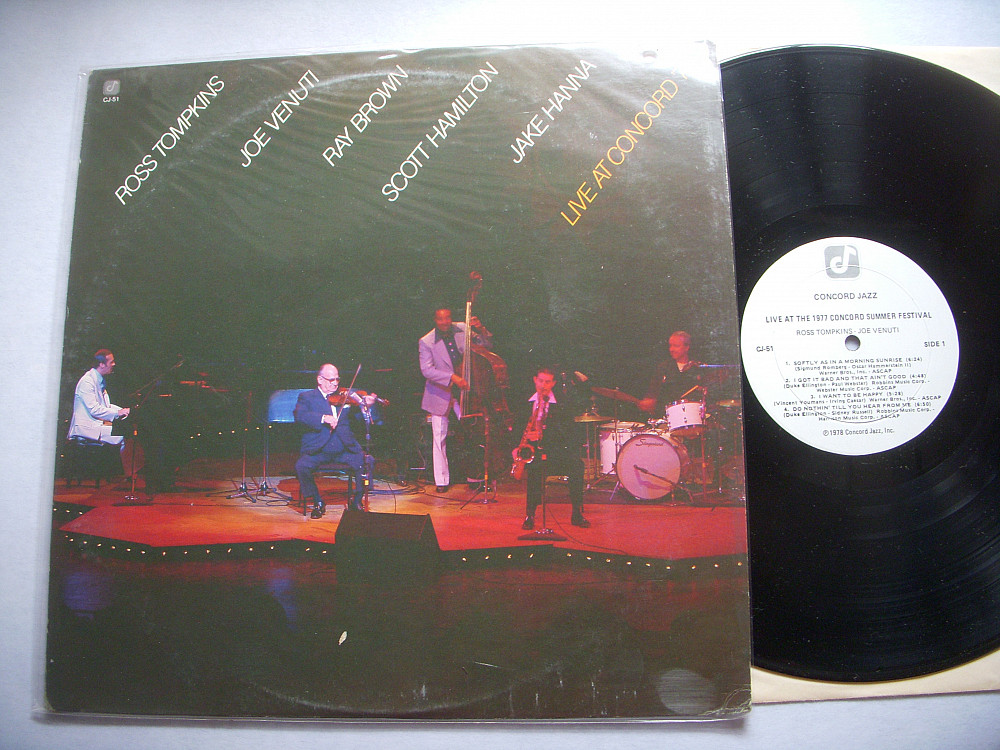 CJ-51
ROSS TOMPKINS
JOE VENUTI
RAY BROWN
SCOTT HAMILTON
JAKE HANNA
LIVE AT CONCORD
CONCORD JAZZ
LIVE AT THE 1977 CONCORD SUMMER FESTIVAL
ROSS TOMPKINS - JOE VENUTI
CJ-51
SIDE 1
1. SOFTLY AS IN A MORNING SUNRISE (6:24)
(Sigmund Romberg - Oscar Hammerstein II)
Warner Bros., Inc. - ASCAP
2. I GOT IT BAD AND THAT AIN'T GOOD (4:48)
(Duke Ellington - Paul Webster) Robbins Music Corp. -
Webster Music Corp. - ASCAP
3. I WANT TO BE HAPPY (5:28)
(Vincent Youmans - Irving Caesar) Warner Bros., Inc. - ASCAP
4. DO NOTHIN' TILL YOU HEAR FROM ME (6:50)
(Duke Ellington - Sidney Russell) Robbins Music Corp. -
Music Corp. - ASCAP
℗1978 Concord Jazz, Inc.